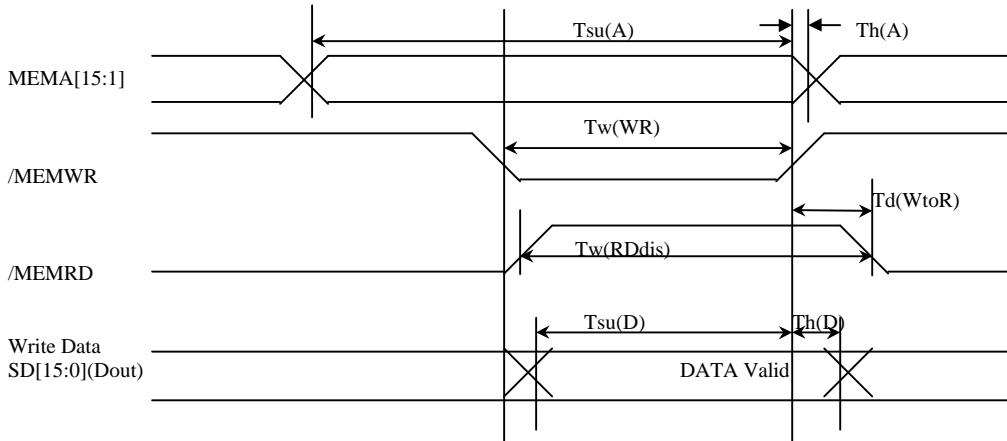 Tsu(A)
Th(A)
MEMA[15:1]
Tw(WR)
/MEMWR
Td(WtoR)
Tw(RDdis)
/MEMRD
Tsu(D)
Th(D)
Write Data
SD[15:0](Dout)
DATA Valid